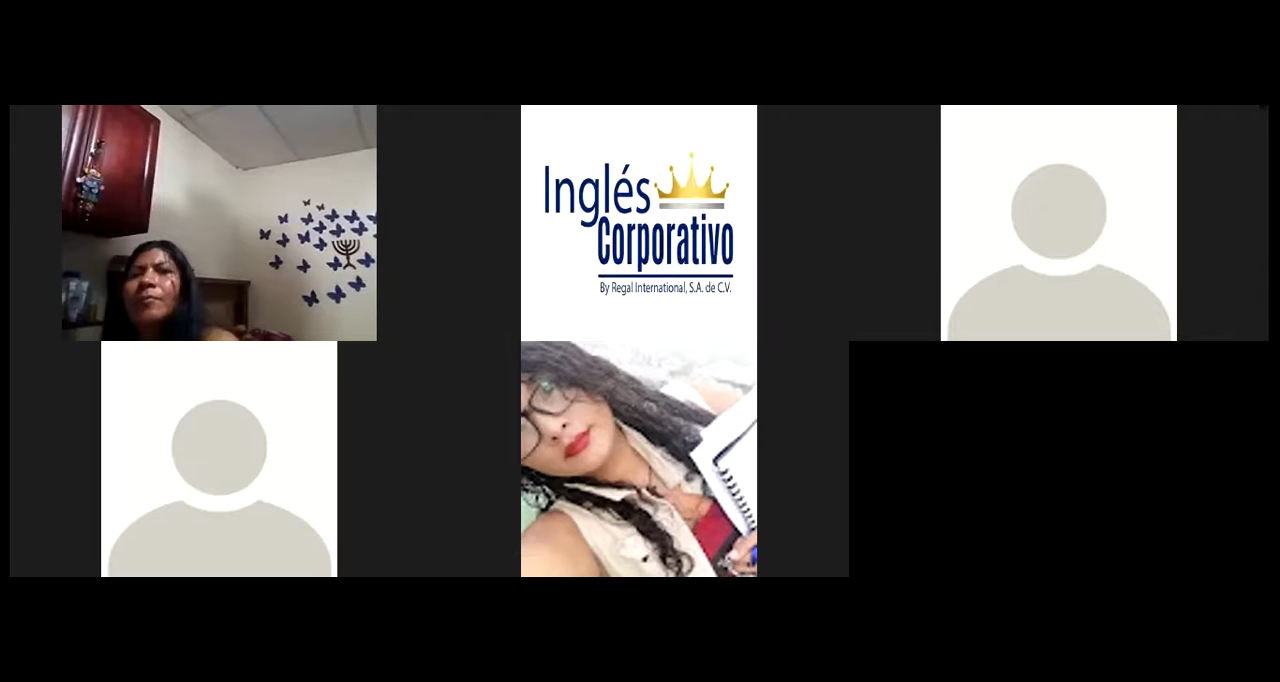 Inglés
Corporativo
By Regal International, S.A. de C.V.